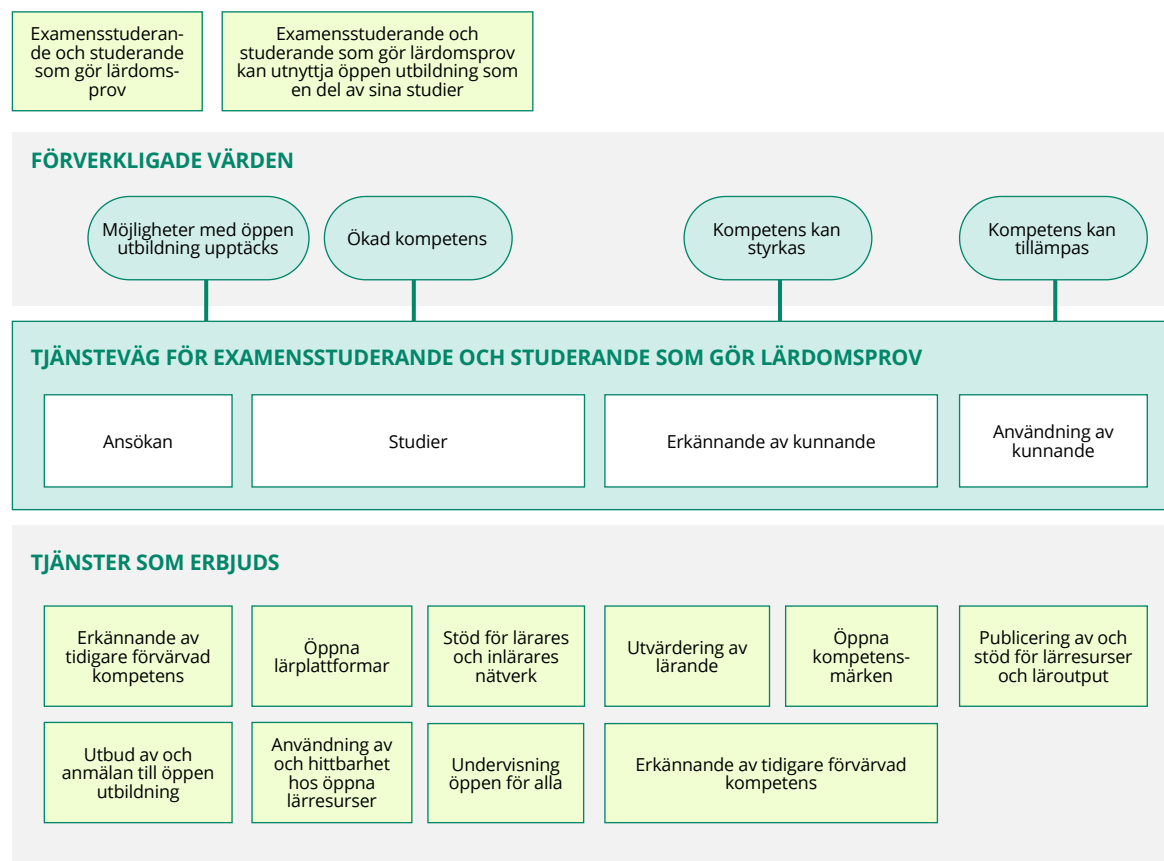 Examensstuderan-
de och studerande
som gör lärdoms-
prov
Examensstuderande och
studerande som gör lärdomsprov
kan utnyttja öppen utbildning som
en del av sina studier
FÖRVERKLIGADE VÄRDEN
Möjligheter med öppen
utbildning upptäcks
Ökad kompetens
Kompetens kan
styrkas
Kompetens kan
tillämpas
TJÄNSTEVÄG FÖR EXAMENSSTUDERANDE OCH STUDERANDE SOM GÖR LÄRDOMSPROV
Ansökan
Studier
Erkännande av kunnande
Användning av
kunnande
TJÄNSTER SOM ERBJUDS
Erkännande av
tidigare förvärvad
kompetens
Öppna
lärplattformar
Stöd för lärares
och inlärares
nätverk
Utvärdering av
lärande
Öppna
kompetens-
märken
Publicering av och
stöd för lärresurser
och läroutput
Utbud av och
anmälan till öppen
utbildning
Användning av
och hittbarhet
hos öppna
lärresurser
Undervisning
öppen för alla
Erkännande av tidigare förvärvad
kompetens